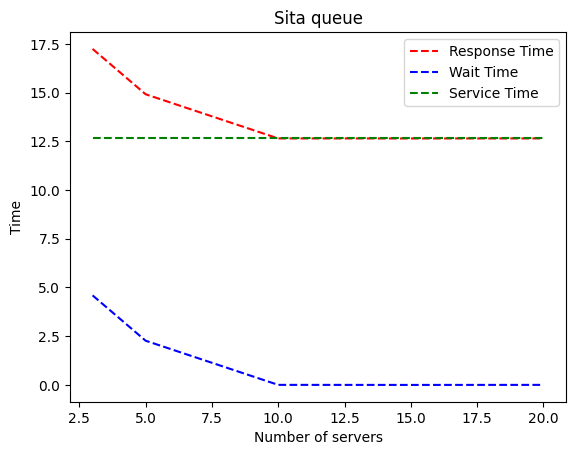 Sita queue
Response Time
Wait Time
Service Time
17.5
15.0
12.5
10.0
7.5
5.0
2.5
0.0
Time
2.5
5.0
7.5
10.0
12.5
15.0
17.5
20.0
Number of servers